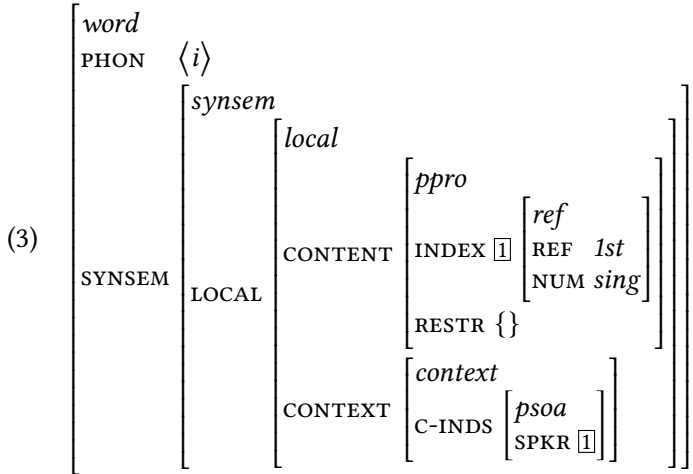 word
PHON ⟨i⟩
synsem
local
ppro
ref
(3)
CONTENT INDEX 1 REF 1st
SYNSEM
NUM sing
LOCAL
RESTR {}
context
CONTEXT C-INDS psoa
SPKR 1